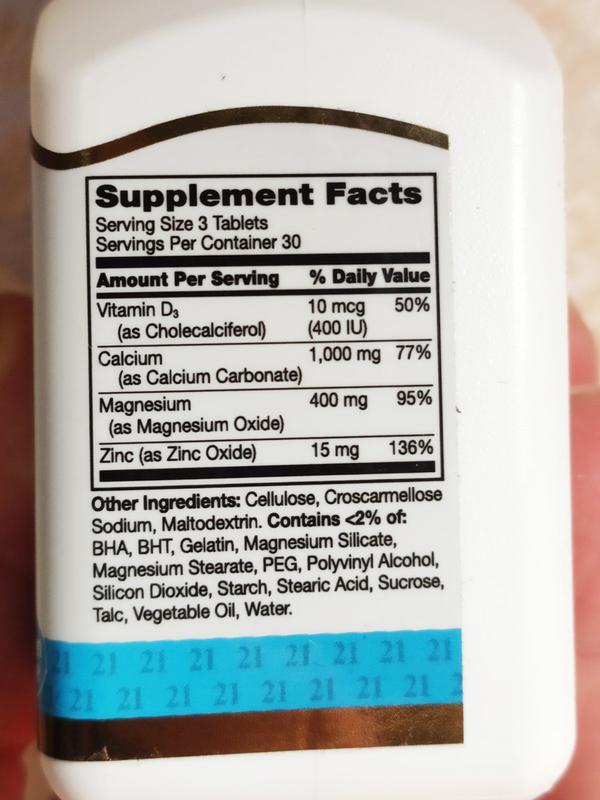 Supplement Facts
Serving Size 3 Tablets
Servings Per Container 30
Amount Per Serving % Daily Value
Vitamin D₃ 10 mcg 50%
(as Cholecalciferol) (400 IU)
Calcium 1,000 mg 77%
(as Calcium Carbonate)
Magnesium 400 mg 95%
(as Magnesium Oxide)
Zinc (as Zinc Oxide) 15 mg 136%
Other Ingredients: Cellulose, Croscarmellose
Sodium, Maltodextrin. Contains <2% of:
BHA, BHT, Gelatin, Magnesium Silicate,
Magnesium Stearate, PEG, Polyvinyl Alcohol,
Silicon Dioxide, Starch, Stearic Acid, Sucrose,
Talc, Vegetable Oil, Water.
21 21 21 21 21 21 21 21 21
21 21 21 21 21 21 21 21